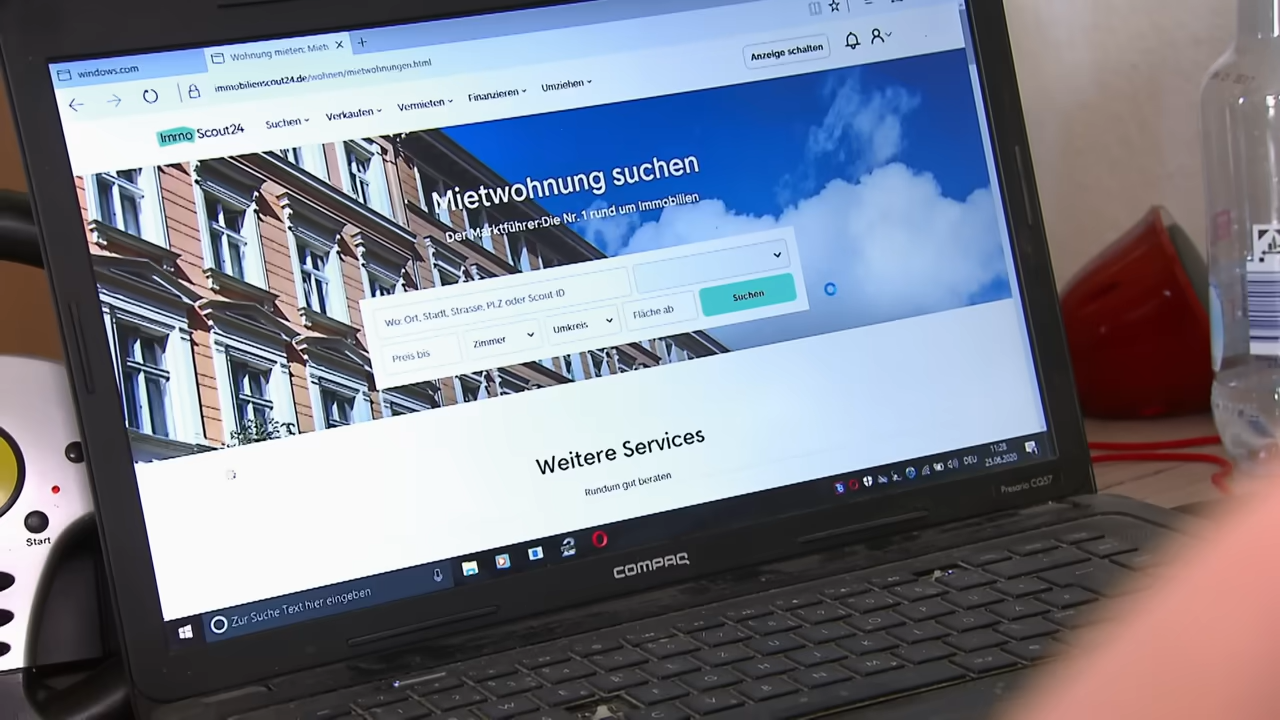 windows.com
Wohnung mieten: Miet
immobilienscout24.de/wohnen/mietwohnungen.html
Immo Scout24
Suchen
Verkaufen
Vermieten
Finanzieren
Umziehen
Anzeige schalten
Mietwohnung suchen
Der Marktführer:Die Nr. 1 rund um Immobilien
Wo: Ort, Stadt, Strasse, PLZ oder Scout-ID
Preis bis
Zimmer
Umkreis
Fläche ab
Suchen
Weitere Services
Rundum gut beraten
Zur Suche Text hier eingeben
DEU
11:28
25.06.2020
Presario CQ57
COMPAQ
Start